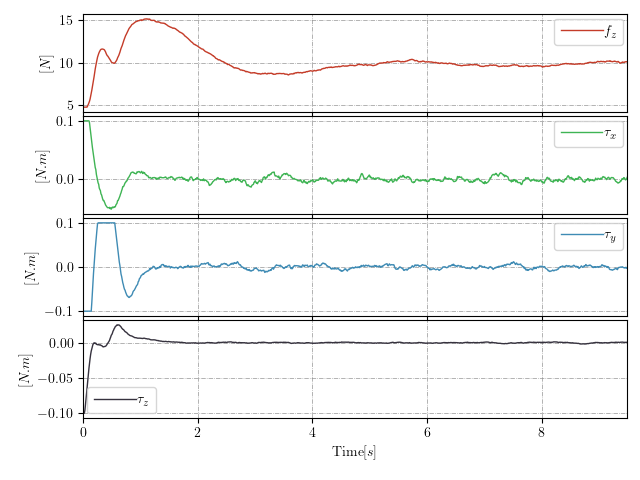 [N]
15
10
5
f_z
[N.m]
0.1
0.0
τ_x
[N.m]
0.1
0.0
−0.1
τ_y
[N.m]
0.00
−0.05
−0.10
τ_z
0 2 4 6 8
Time[s]